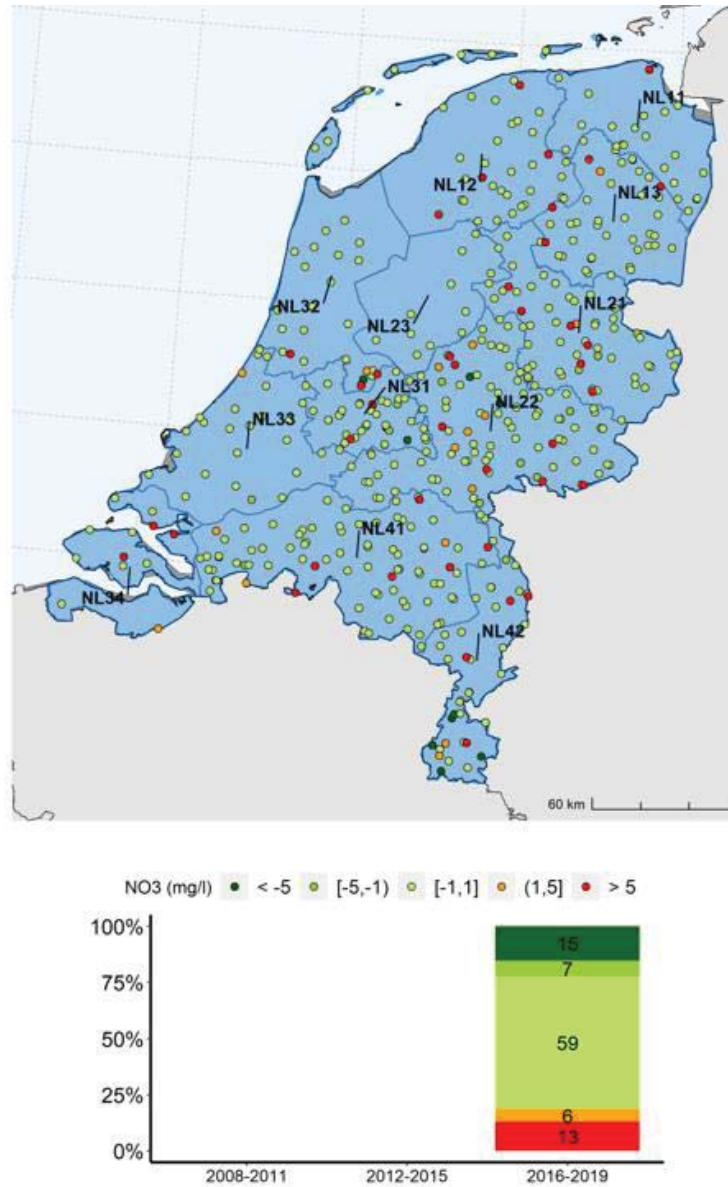 NL11
NL12
NL13
NL32
NL23
NL21
NL31
NL22
NL33
NL41
NL34
NL42
60 km
NO3 (mg/l) < -5 [-5,-1) [-1,1] (1,5] > 5
100%
15
7
75%
50%
59
25%
6
13
0%
2008-2011 2012-2015 2016-2019